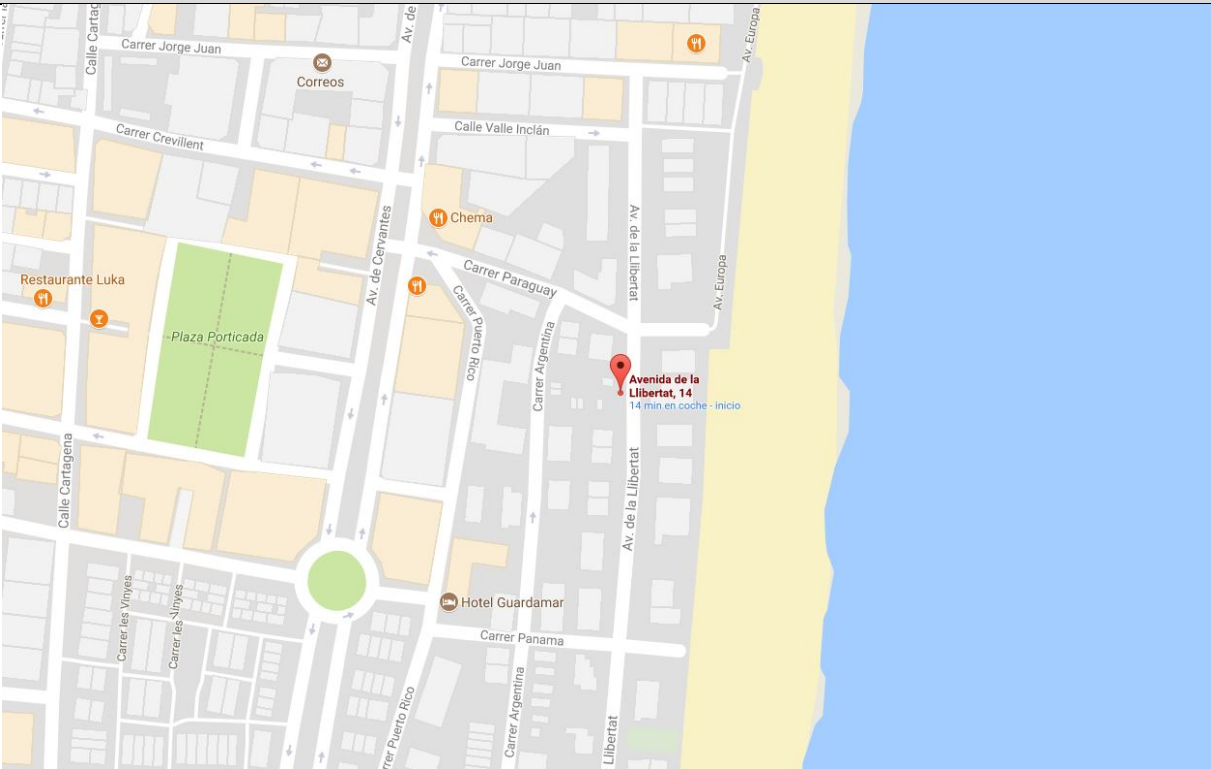 Calle Cartag
Carrer Jorge Juan
Correos
Av. de
Carrer Jorge Juan
Av. Europa
Carrer Crevillent
Calle Valle Inclán
Chema
Av. de Cervantes
Av. de la Llibertat
Carrer Paraguay
Av. Europa
Restaurante Luka
Plaza Porticada
Carrer Puerto Rico
Carrer Argentina
Avenida de la
Llibertat, 14
14 min en coche - inicio
Calle Cartagena
Av. de la Llibertat
Carrer les Vinyes
Carrer les Vinyes
Hotel Guardamar
Carrer Panama
Carrer Argentina
rrer Puerto Rico
Llibertat